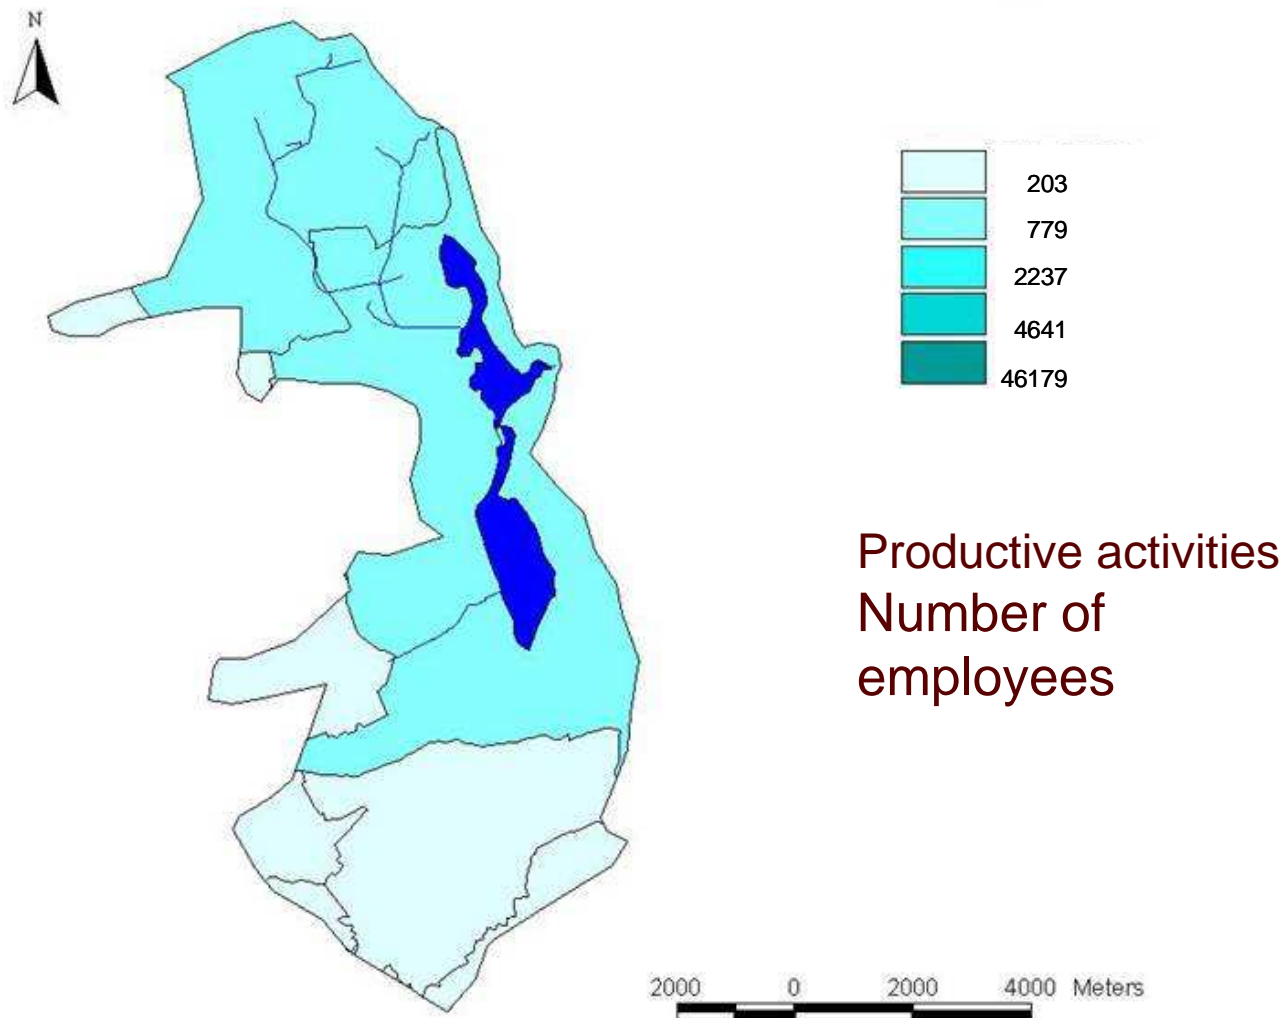 N
203
779
2237
4641
46179
Productive activities
Number of
employees
2000 0 2000 4000 Meters